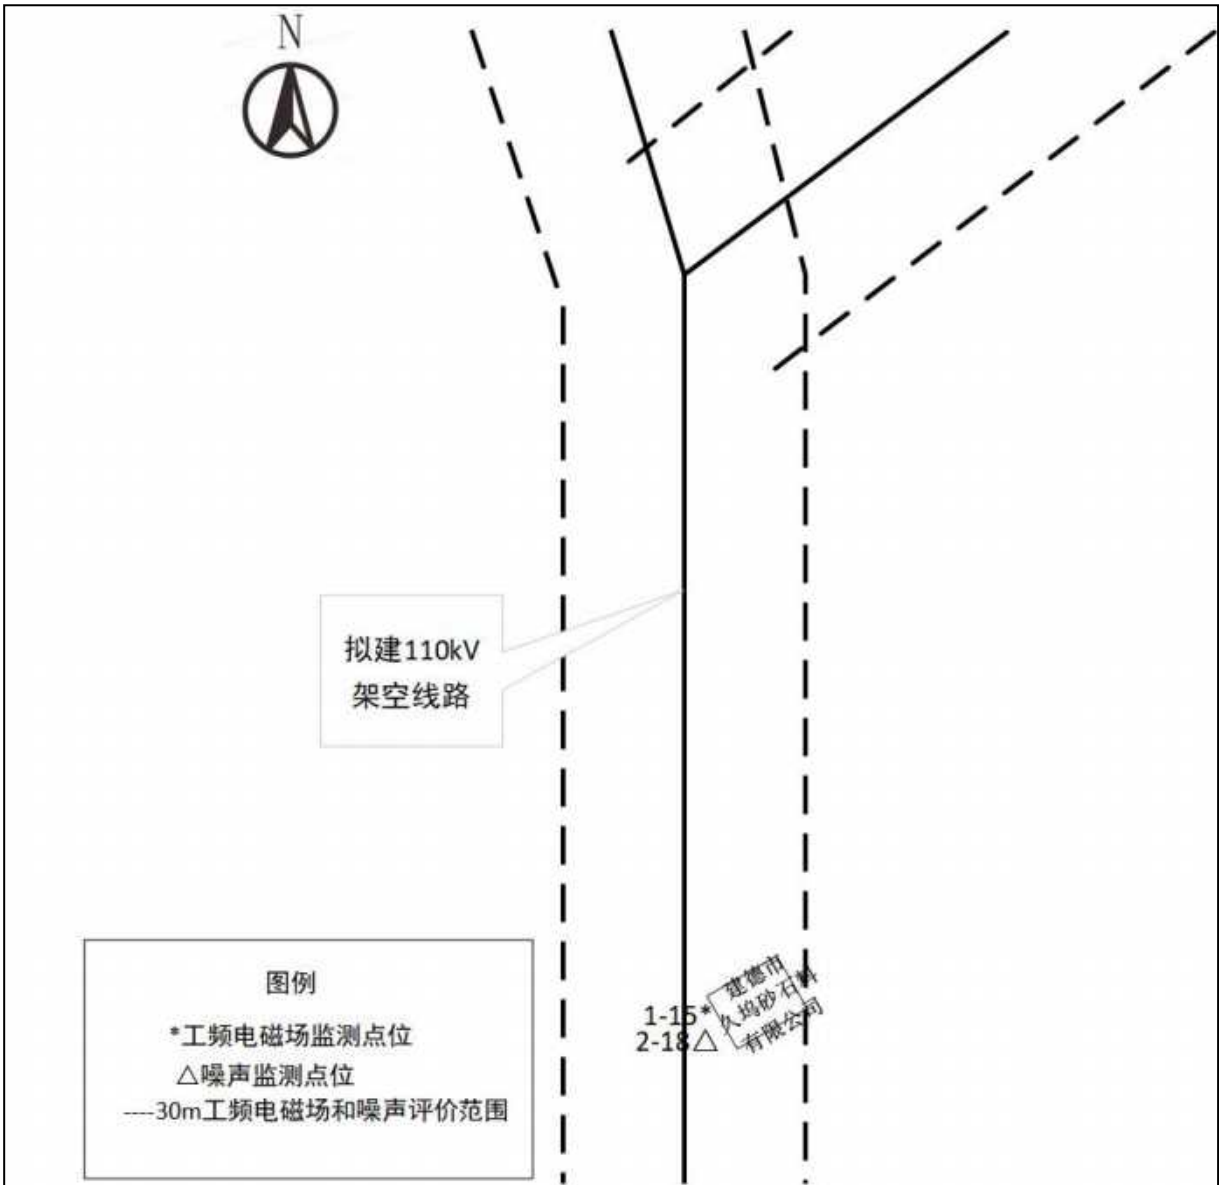 N
拟建110kV
架空线路
建德市
久坞砂石料
有限公司
1-15*
2-18△
图例
*工频电磁场监测点位
△噪声监测点位
----30m工频电磁场和噪声评价范围